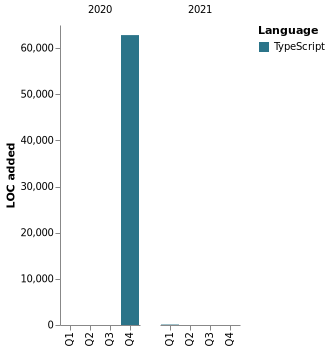 2020
2021
Language
TypeScript
LOC added
60,000
50,000
40,000
30,000
20,000
10,000
0
Q1
Q2
Q3
Q4
Q1
Q2
Q3
Q4